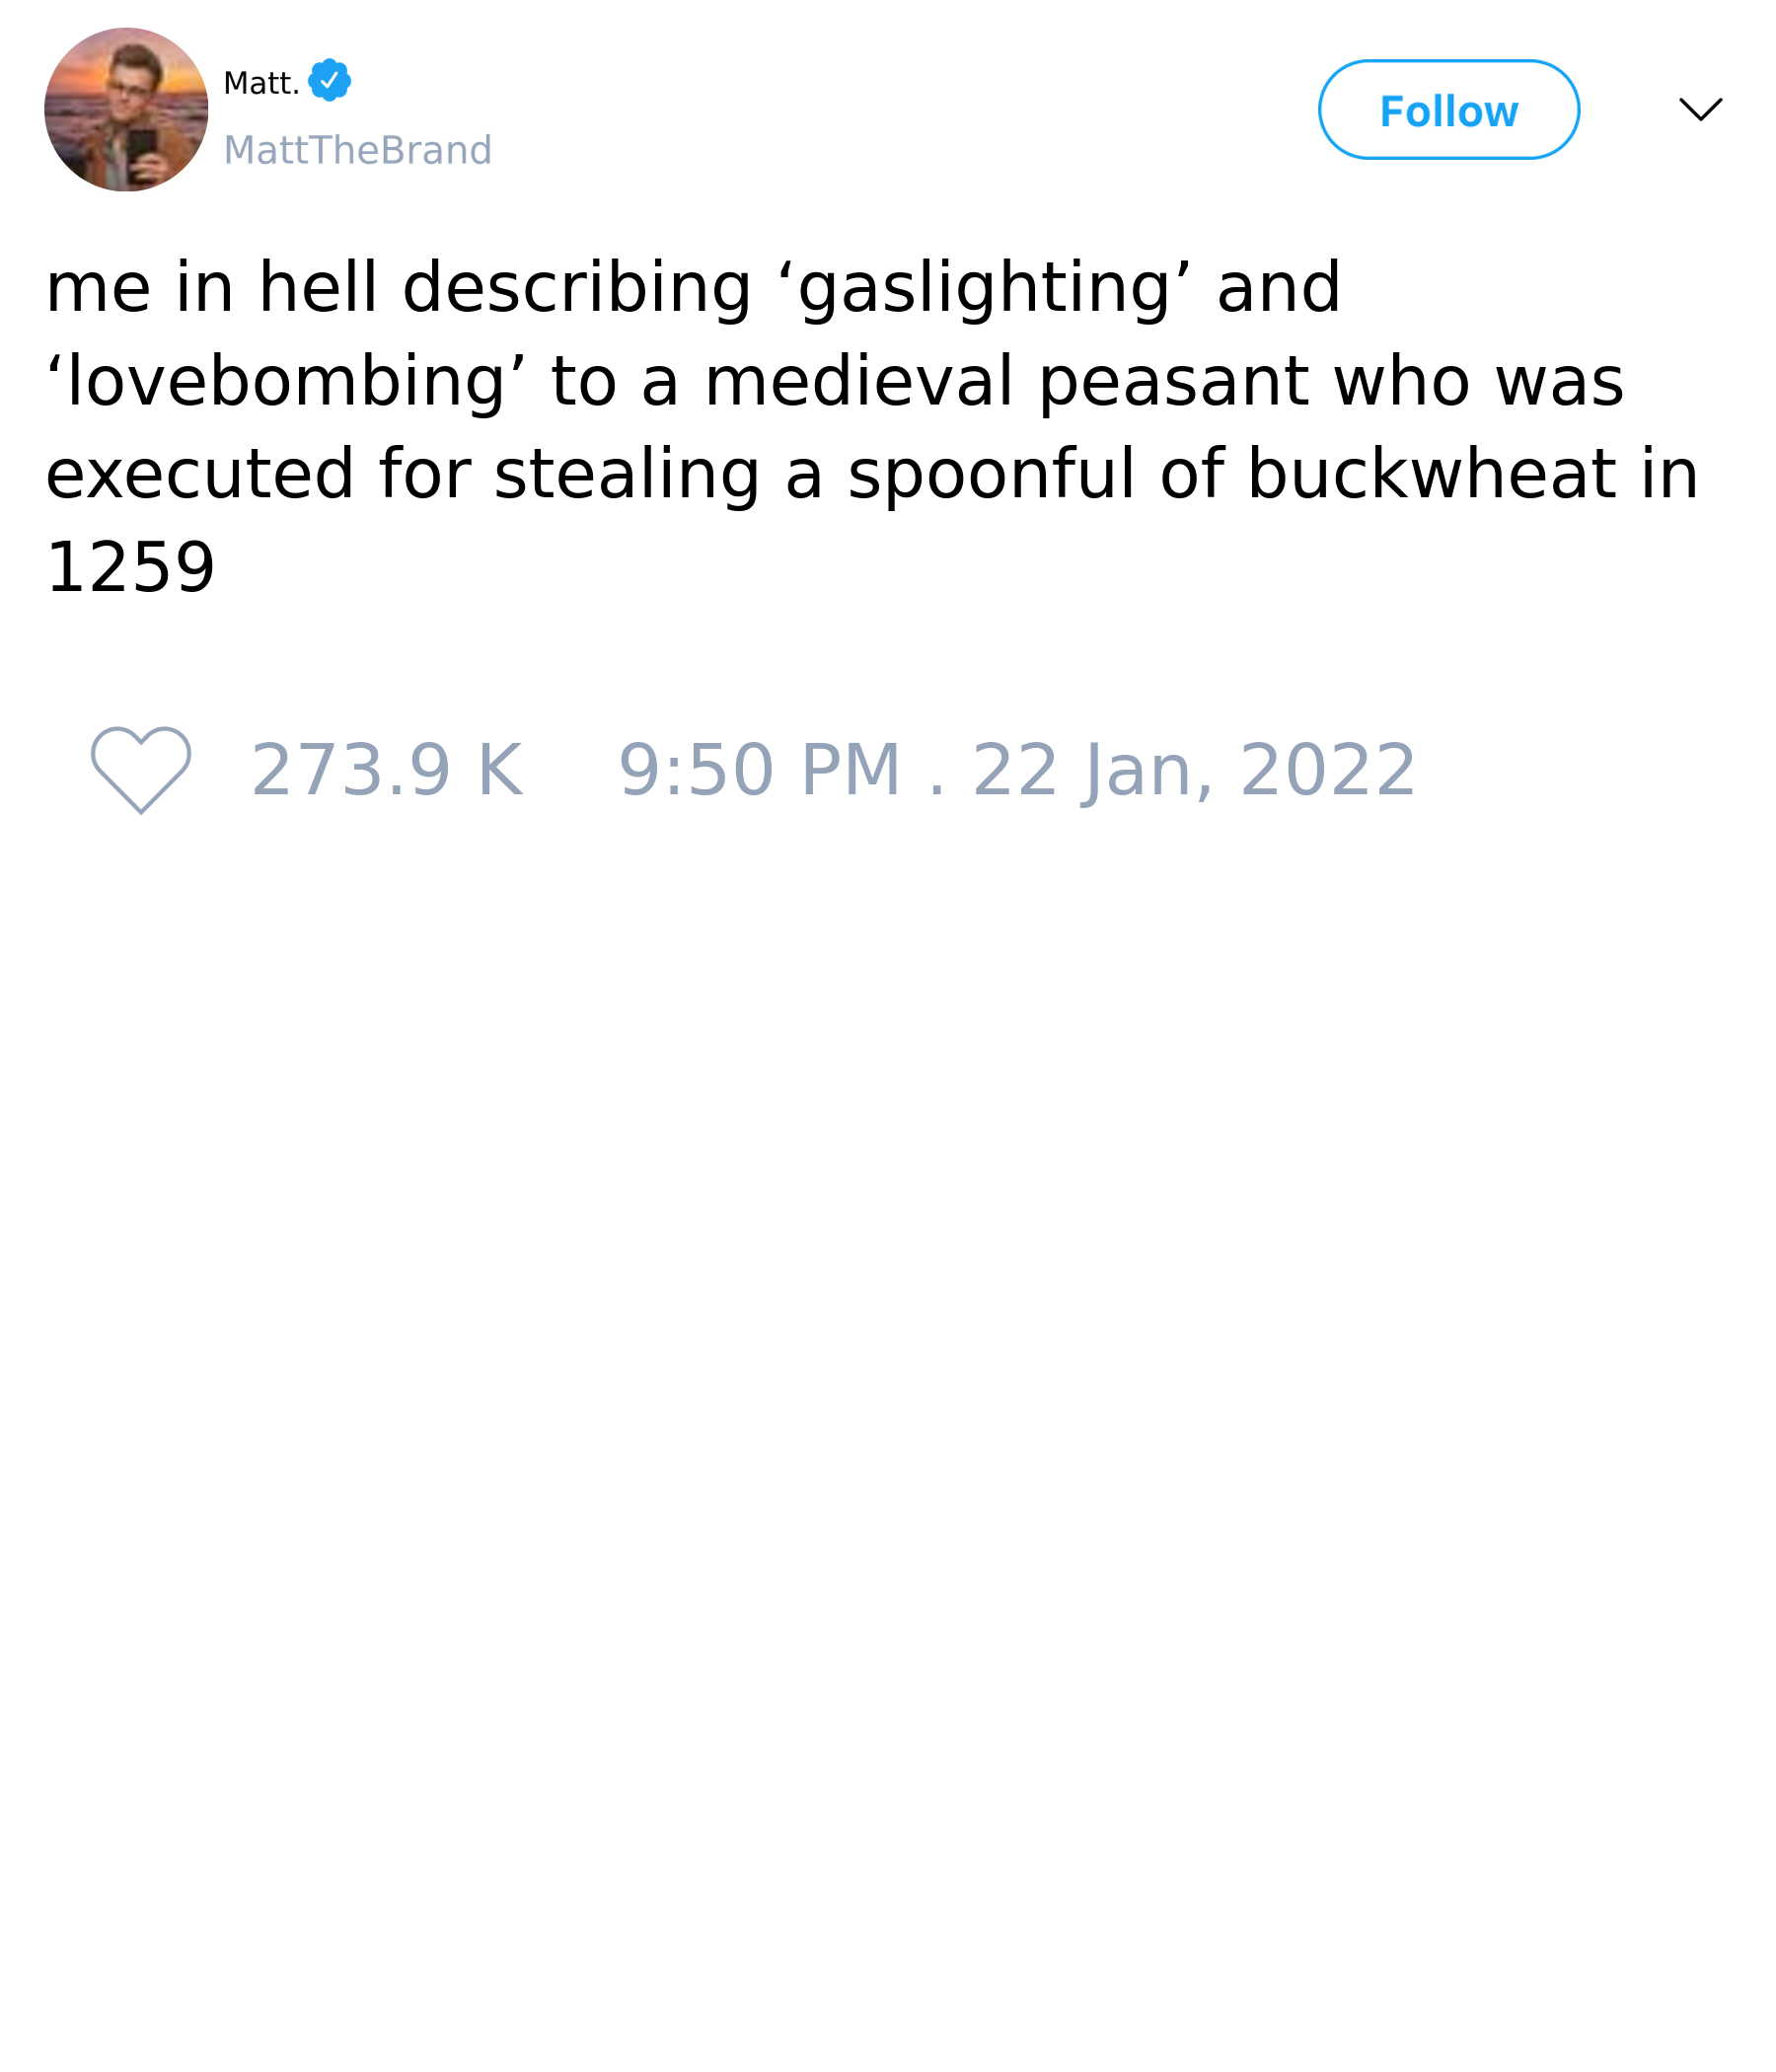 Matt.
MattTheBrand
Follow
me in hell describing ‘gaslighting’ and
‘lovebombing’ to a medieval peasant who was
executed for stealing a spoonful of buckwheat in
1259
273.9 K 9:50 PM . 22 Jan, 2022